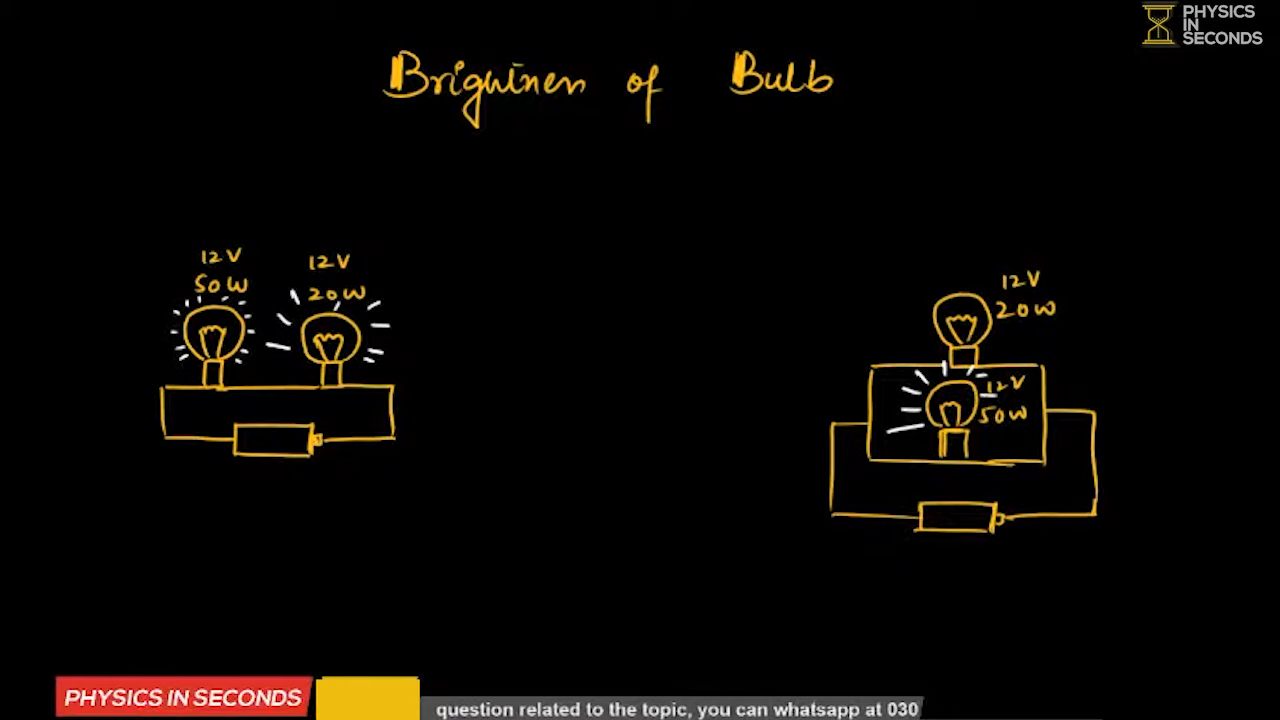 PHYSICS
IN
SECONDS
Brigutness of Bulb
12V
50W
12V
20W
12V
20W
12V
50W
PHYSICS IN SECONDS
question related to the topic, you can whatsapp at 030